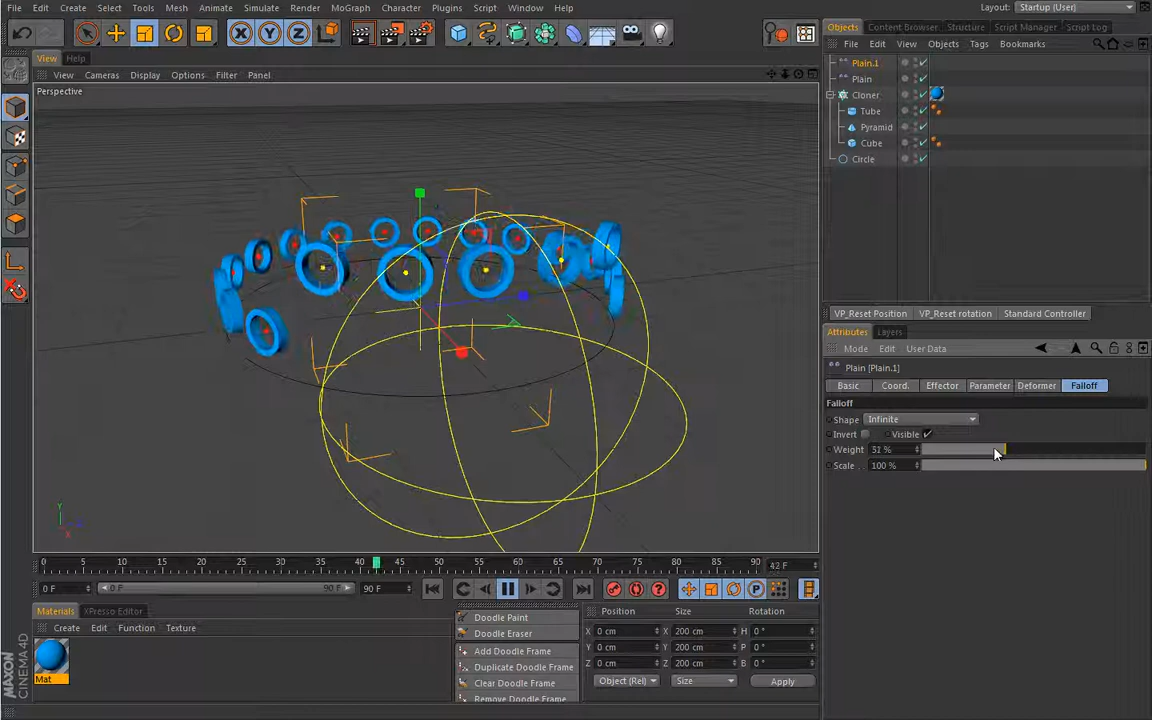 File Edit Create Select Tools Mesh Animate Simulate Render MoGraph Character Plugins Script Window Help Layout: Startup (User)
Objects Content Browser Structure Script Manager Script Log
File Edit View Objects Tags Bookmarks
View Help
View Cameras Display Options Filter Panel
Perspective
Plain.1
Plain
Cloner
Tube
Pyramid
Cube
Circle
VP_Reset Position VP_Reset rotation Standard Controller
Attributes Layers
Mode Edit User Data
Plain [Plain.1]
Basic Coord. Effector Parameter Deformer Falloff
Falloff
Shape Infinite
Invert Visible
Weight
Scale . 100 %
Y
Z
X
0 5 10 15 20 25 30 35 40 45 50 55 60 65 70 75 80 85 90 42 F
0 F 0 F 90 F 90 F
Materials XPresso Editor
Create Edit Function Texture
Mat
Doodle Paint
Doodle Eraser
Add Doodle Frame
Duplicate Doodle Frame
Clear Doodle Frame
Remove Doodle Frame
Position Size Rotation
X 0 cm X 200 cm H 0 °
Y 0 cm Y 200 cm P 0 °
Z 0 cm Z 200 cm B 0 °
Object (Rel) Size Apply
MAXON
CINEMA 4D